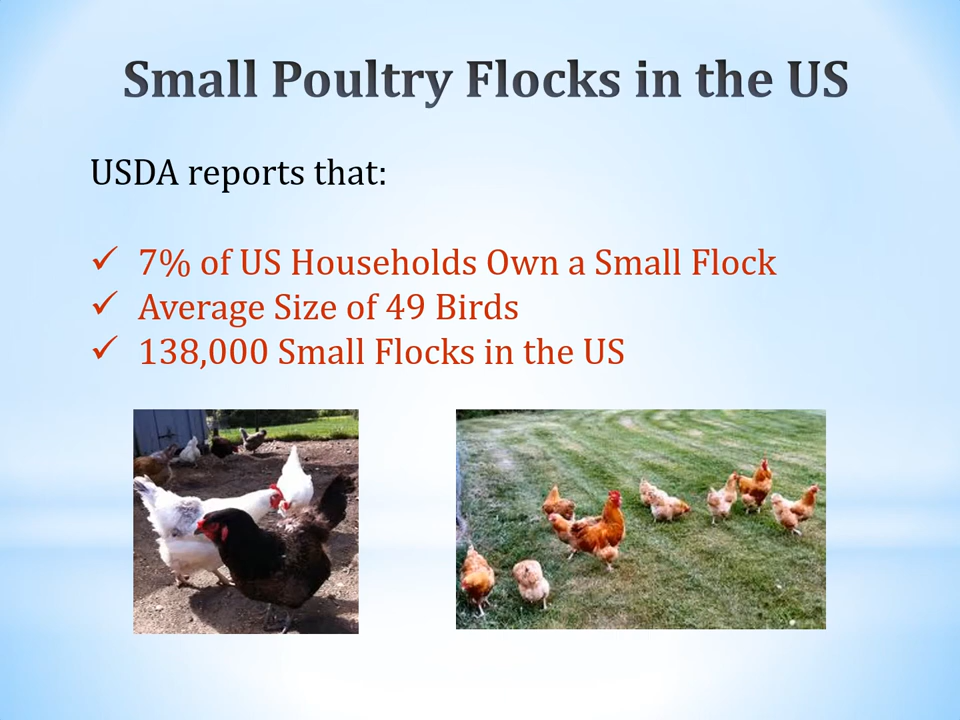 Small Poultry Flocks in the US
USDA reports that:
✓ 7% of US Households Own a Small Flock
✓ Average Size of 49 Birds
✓ 138,000 Small Flocks in the US